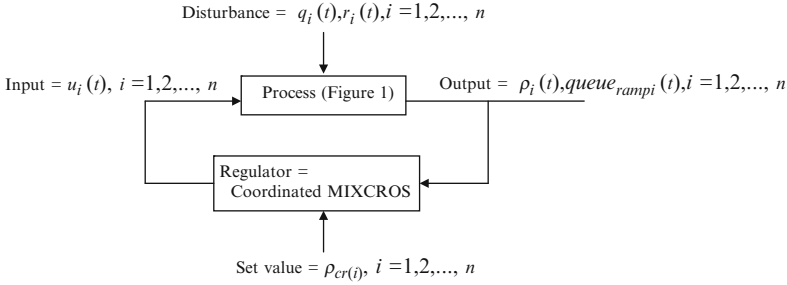 Disturbance = q_i(t),r_i(t),i=1,2,..., n
Input = u_i(t), i=1,2,..., n
Process (Figure 1)
Output = ρ_i(t),queue_rampi(t),i=1,2,..., n
Regulator =
Coordinated MIXCROS
Set value = ρ_cr(i), i=1,2,..., n